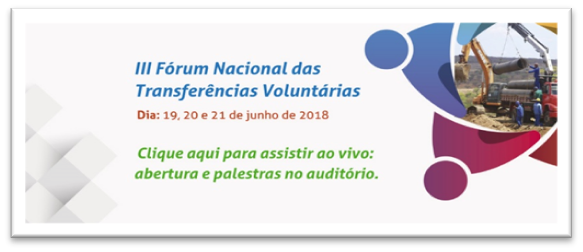 III Fórum Nacional das
Transferências Voluntárias
Dia: 19, 20 e 21 de junho de 2018
Clique aqui para assistir ao vivo:
abertura e palestras no auditório.